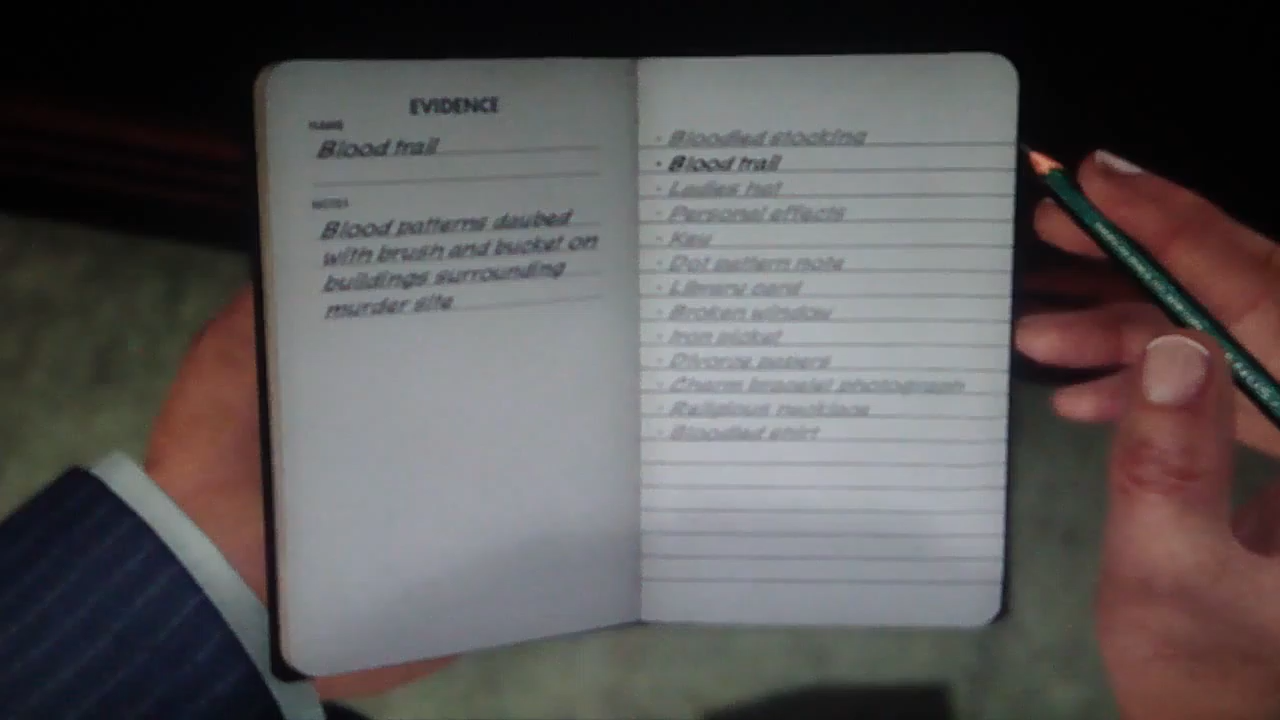 EVIDENCE
NAME
Blood trail
NOTES
Blood patterns daubed
with brush and bucket on
buildings surrounding
murder site
- Bloodied stocking
- Blood trail
- Ladies hat
- Personal effects
- Key
- Dot pattern note
- Library card
- Broken window
- Iron picket
- Divorce papers
- Charm bracelet photograph
- Religious necklace
- Bloodied shirt